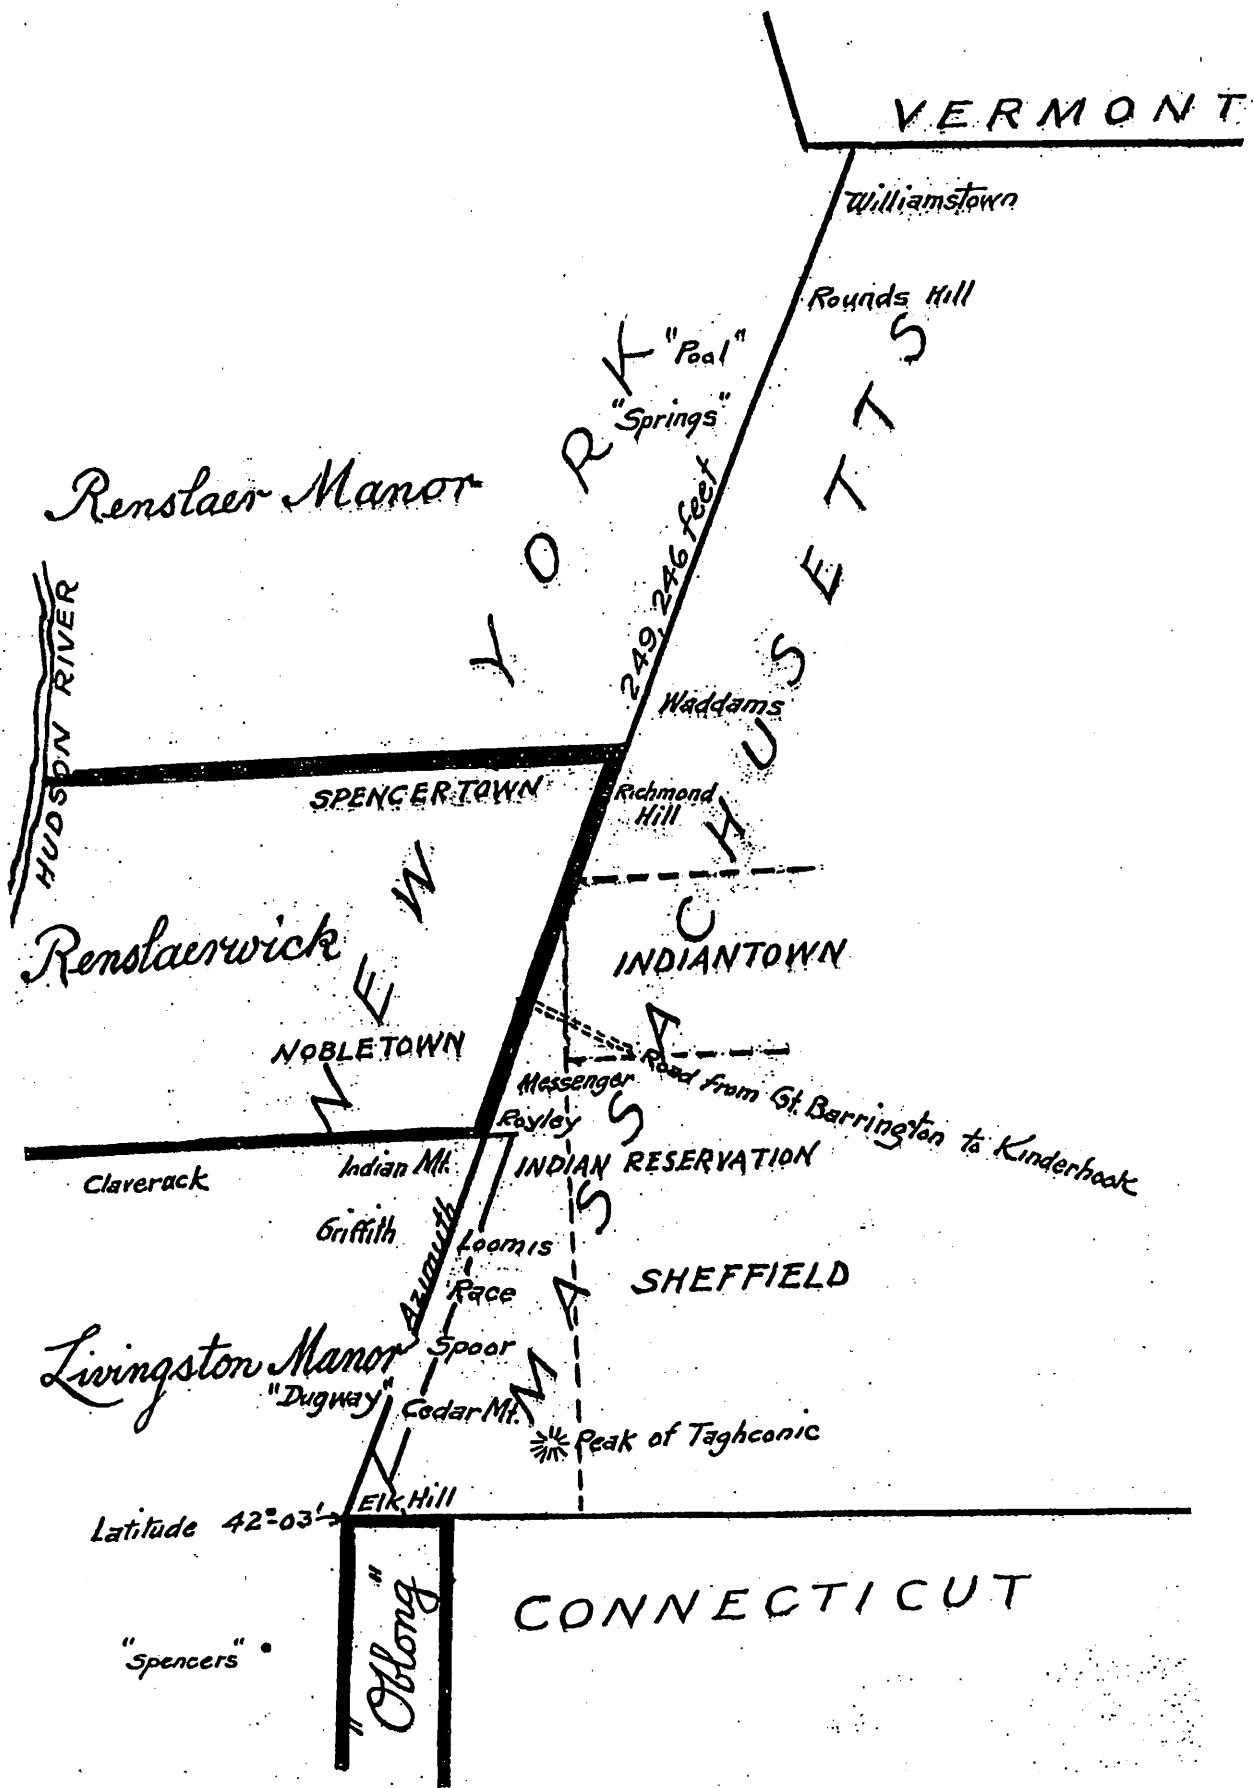 VERMONT
Williamstown
Rounds Hill
"Pool"
"Springs"
NEW YORK
MASSACHUSETTS
Renslaer Manor
249,246 feet
HUDSON RIVER
Waddams
SPENCERTOWN
Richmond
Hill
INDIANTOWN
Renslaerwick
NOBLETOWN
Messenger
Road from Gt. Barrington to Kinderhook
Royley
Claverack
Indian Mt.
INDIAN RESERVATION
Griffith
Azimuth
Loomis
Race
SHEFFIELD
Livingston Manor
Spoor
"Dugway"
Cedar Mt.
Peak of Taghconic
Elk Hill
Latitude 42°-03'
"Oblong"
CONNECTICUT
"Spencers"